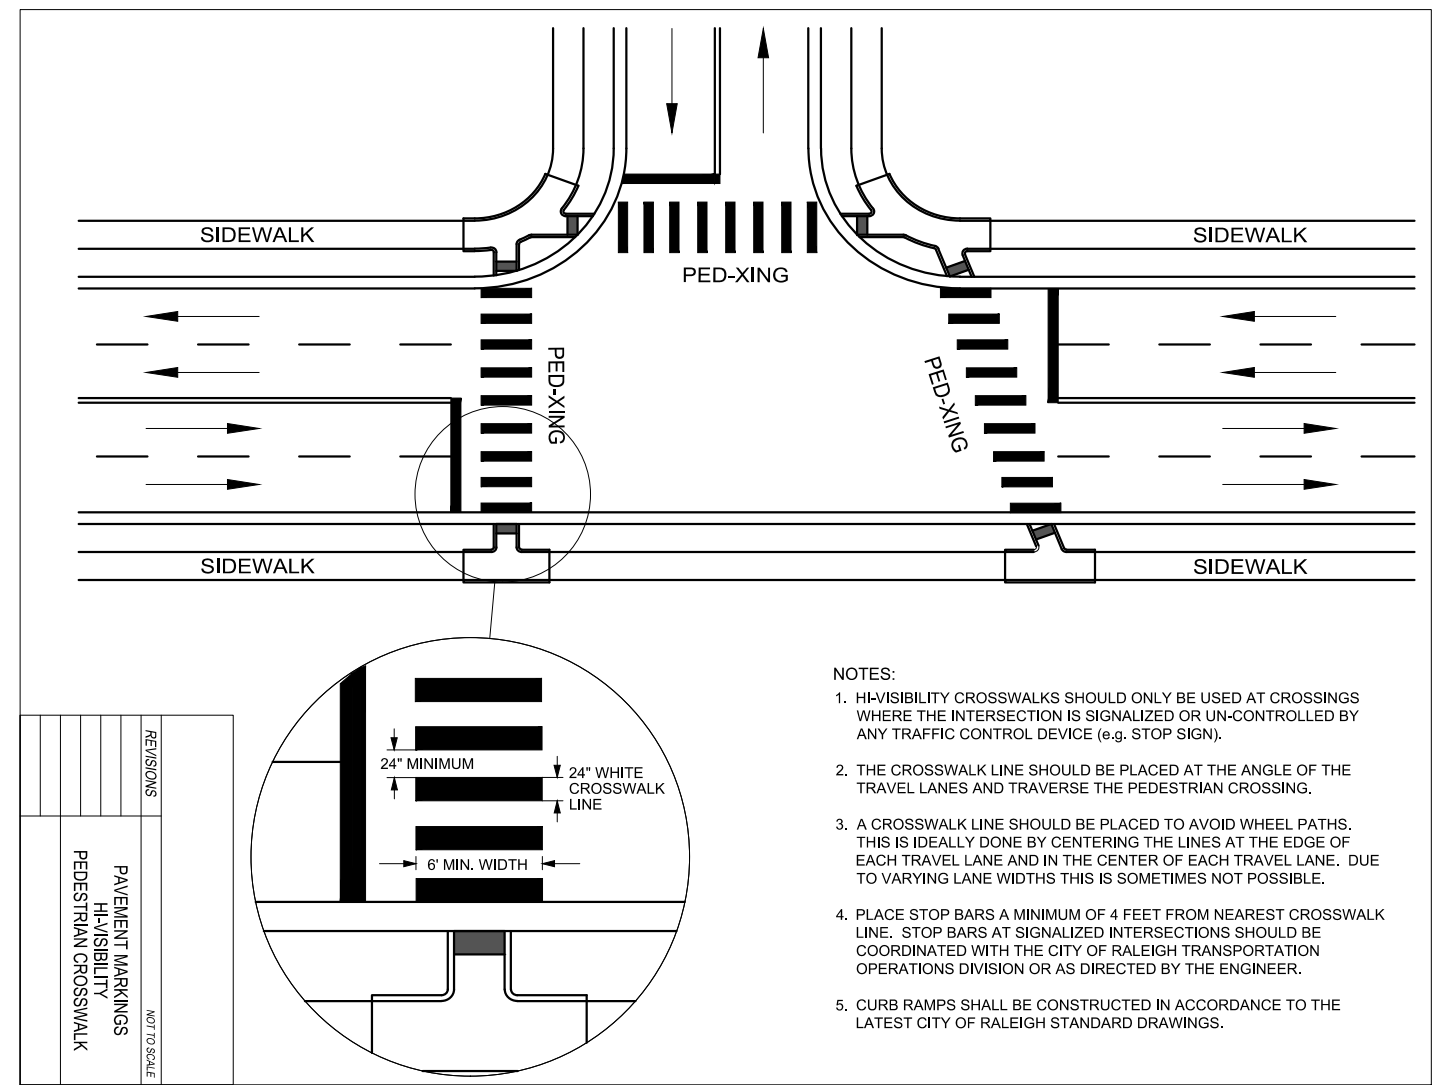 SIDEWALK
SIDEWALK
PED-XING
PED-XING
PED-XING
SIDEWALK
SIDEWALK
24" MINIMUM
24" WHITE
CROSSWALK
LINE
6' MIN. WIDTH
NOTES:
1. HI-VISIBILITY CROSSWALKS SHOULD ONLY BE USED AT CROSSINGS
WHERE THE INTERSECTION IS SIGNALIZED OR UN-CONTROLLED BY
ANY TRAFFIC CONTROL DEVICE (e.g. STOP SIGN).
2. THE CROSSWALK LINE SHOULD BE PLACED AT THE ANGLE OF THE
TRAVEL LANES AND TRAVERSE THE PEDESTRIAN CROSSING.
3. A CROSSWALK LINE SHOULD BE PLACED TO AVOID WHEEL PATHS.
THIS IS IDEALLY DONE BY CENTERING THE LINES AT THE EDGE OF
EACH TRAVEL LANE AND IN THE CENTER OF EACH TRAVEL LANE. DUE
TO VARYING LANE WIDTHS THIS IS SOMETIMES NOT POSSIBLE.
4. PLACE STOP BARS A MINIMUM OF 4 FEET FROM NEAREST CROSSWALK
LINE. STOP BARS AT SIGNALIZED INTERSECTIONS SHOULD BE
COORDINATED WITH THE CITY OF RALEIGH TRANSPORTATION
OPERATIONS DIVISION OR AS DIRECTED BY THE ENGINEER.
5. CURB RAMPS SHALL BE CONSTRUCTED IN ACCORDANCE TO THE
LATEST CITY OF RALEIGH STANDARD DRAWINGS.
REVISIONS
NOT TO SCALE
PAVEMENT MARKINGS
HI-VISIBILITY
PEDESTRIAN CROSSWALK